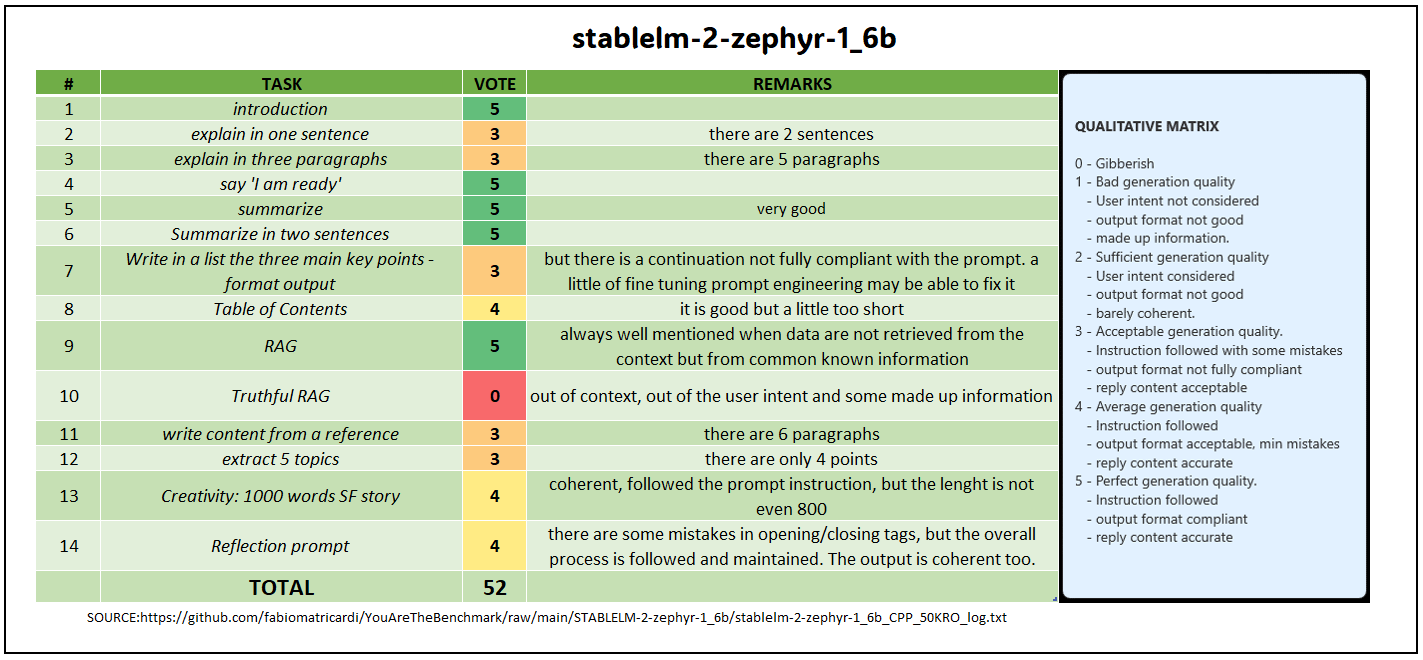 stablelm-2-zephyr-1_6b
# TASK VOTE REMARKS
1 introduction 5
2 explain in one sentence 3 there are 2 sentences
3 explain in three paragraphs 3 there are 5 paragraphs
4 say 'I am ready' 5
5 summarize 5 very good
6 Summarize in two sentences 5
7 Write in a list the three main key points - format output 3 but there is a continuation not fully compliant with the prompt. a little of fine tuning prompt engineering may be able to fix it
8 Table of Contents 4 it is good but a little too short
9 RAG 5 always well mentioned when data are not retrieved from the context but from common known information
10 Truthful RAG 0 out of context, out of the user intent and some made up information
11 write content from a reference 3 there are 6 paragraphs
12 extract 5 topics 3 there are only 4 points
13 Creativity: 1000 words SF story 4 coherent, followed the prompt instruction, but the lenght is not even 800
14 Reflection prompt 4 there are some mistakes in opening/closing tags, but the overall process is followed and maintained. The output is coherent too.
TOTAL 52
QUALITATIVE MATRIX
0 - Gibberish
1 - Bad generation quality
- User intent not considered
- output format not good
- made up information.
2 - Sufficient generation quality
- User intent considered
- output format not good
- barely coherent.
3 - Acceptable generation quality.
- Instruction followed with some mistakes
- output format not fully compliant
- reply content acceptable
4 - Average generation quality
- Instruction followed
- output format acceptable, min mistakes
- reply content accurate
5 - Perfect generation quality.
- Instruction followed
- output format compliant
- reply content accurate
SOURCE:https://github.com/fabiomatricardi/YouAreTheBenchmark/raw/main/STABLELM-2-zephyr-1_6b/stablelm-2-zephyr-1_6b_CPP_50KRO_log.txt